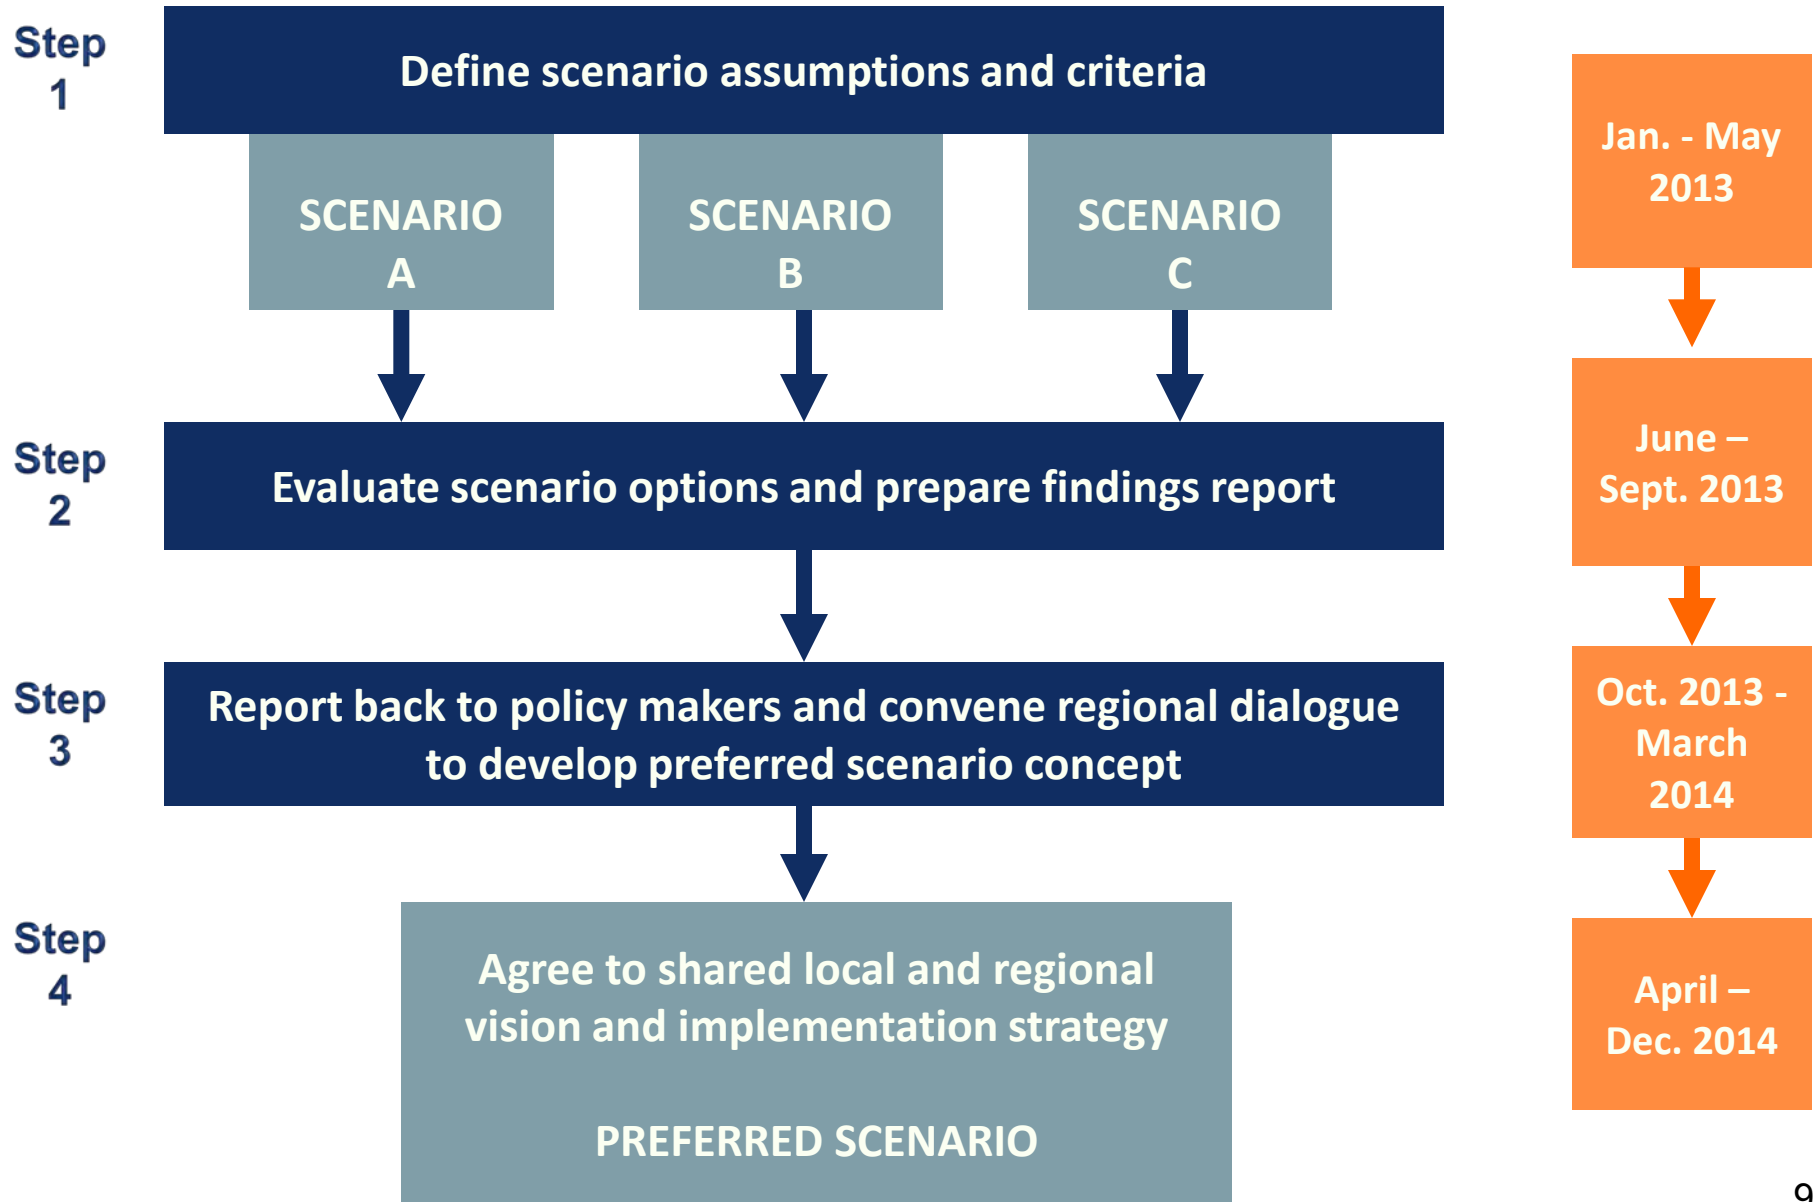 Step
1
Define scenario assumptions and criteria
Jan. - May
2013
SCENARIO
A
SCENARIO
B
SCENARIO
C
Step
2
Evaluate scenario options and prepare findings report
June –
Sept. 2013
Step
3
Report back to policy makers and convene regional dialogue
to develop preferred scenario concept
Oct. 2013 -
March
2014
Step
4
Agree to shared local and regional
vision and implementation strategy
PREFERRED SCENARIO
April –
Dec. 2014
9